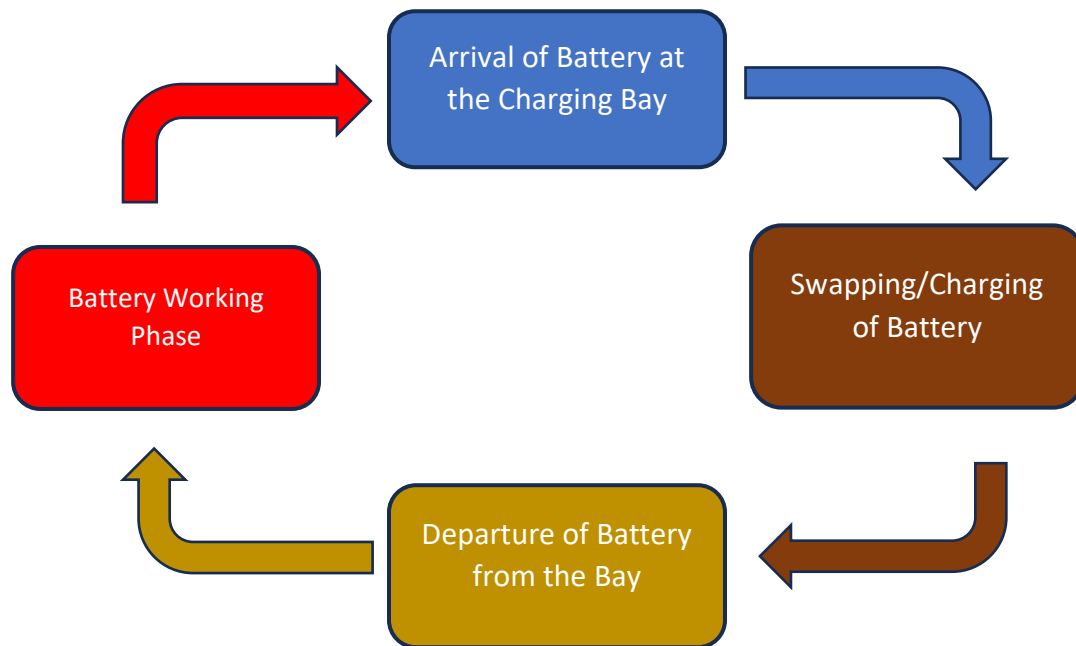 Arrival of Battery at
the Charging Bay
Swapping/Charging
of Battery
Departure of Battery
from the Bay
Battery Working
Phase